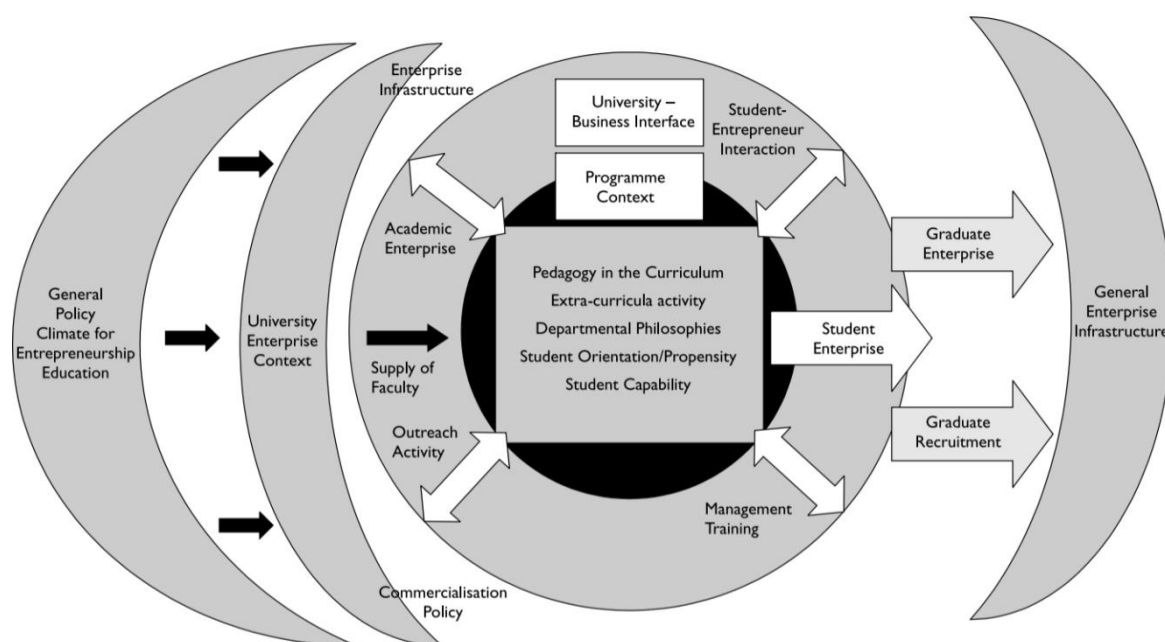 General
Policy
Climate for
Entrepreneurship
Education
University
Enterprise
Context
Enterprise
Infrastructure
Academic
Enterprise
Supply of
Faculty
Outreach
Activity
Commercialisation
Policy
University –
Business Interface
Programme
Context
Student-
Entrepreneur
Interaction
Pedagogy in the Curriculum
Extra-curricula activity
Departmental Philosophies
Student Orientation/Propensity
Student Capability
Management
Training
Graduate
Enterprise
Student
Enterprise
Graduate
Recruitment
General
Enterprise
Infrastructure